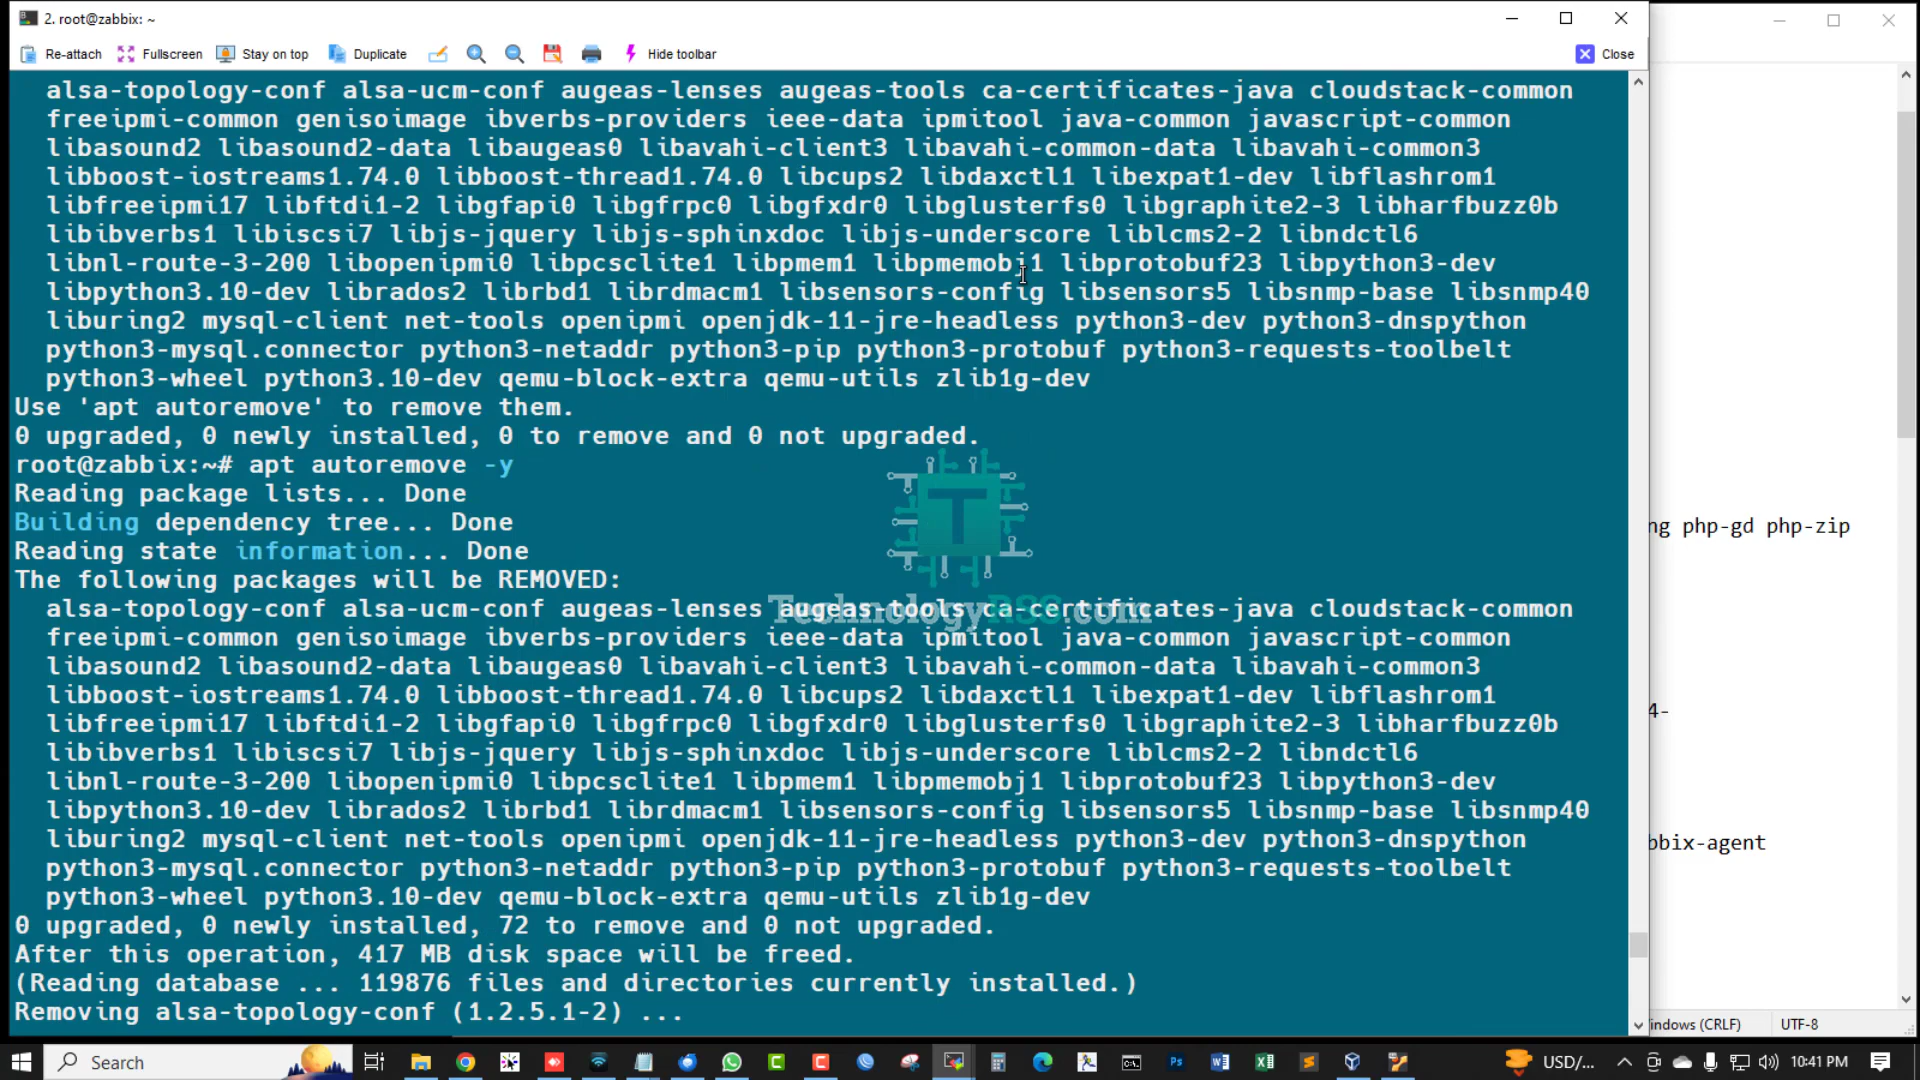 2. root@zabbix: ~
Re-attach Fullscreen Stay on top Duplicate Hide toolbar Close
alsa-topology-conf alsa-ucm-conf augeas-lenses augeas-tools ca-certificates-java cloudstack-common
freeipmi-common genisoimage ibverbs-providers ieee-data ipmitool java-common javascript-common
libasound2 libasound2-data libaugeas0 libavahi-client3 libavahi-common-data libavahi-common3
libboost-iostreams1.74.0 libboost-thread1.74.0 libcups2 libdaxctl1 libexpat1-dev libflashrom1
libfreeipmi17 libftdi1-2 libgfapi0 libgfrpc0 libgfxdr0 libglusterfs0 libgraphite2-3 libharfbuzz0b
libibverbs1 libiscsi7 libjs-jquery libjs-sphinxdoc libjs-underscore liblcms2-2 libndctl6
libnl-route-3-200 libopenipmi0 libpcsclite1 libpmem1 libpmemobj1 libprotobuf23 libpython3-dev
libpython3.10-dev librados2 librbd1 librdmacm1 libsensors-config libsensors5 libsnmp-base libsnmp40
liburing2 mysql-client net-tools openipmi openjdk-11-jre-headless python3-dev python3-dnspython
python3-mysql.connector python3-netaddr python3-pip python3-protobuf python3-requests-toolbelt
python3-wheel python3.10-dev qemu-block-extra qemu-utils zlib1g-dev
Use 'apt autoremove' to remove them.
0 upgraded, 0 newly installed, 0 to remove and 0 not upgraded.
root@zabbix:~# apt autoremove -y
Reading package lists... Done
Building dependency tree... Done
Reading state information... Done
The following packages will be REMOVED:
alsa-topology-conf alsa-ucm-conf augeas-lenses augeas-tools ca-certificates-java cloudstack-common
freeipmi-common genisoimage ibverbs-providers ieee-data ipmitool java-common javascript-common
libasound2 libasound2-data libaugeas0 libavahi-client3 libavahi-common-data libavahi-common3
libboost-iostreams1.74.0 libboost-thread1.74.0 libcups2 libdaxctl1 libexpat1-dev libflashrom1
libfreeipmi17 libftdi1-2 libgfapi0 libgfrpc0 libgfxdr0 libglusterfs0 libgraphite2-3 libharfbuzz0b
libibverbs1 libiscsi7 libjs-jquery libjs-sphinxdoc libjs-underscore liblcms2-2 libndctl6
libnl-route-3-200 libopenipmi0 libpcsclite1 libpmem1 libpmemobj1 libprotobuf23 libpython3-dev
libpython3.10-dev librados2 librbd1 librdmacm1 libsensors-config libsensors5 libsnmp-base libsnmp40
liburing2 mysql-client net-tools openipmi openjdk-11-jre-headless python3-dev python3-dnspython
python3-mysql.connector python3-netaddr python3-pip python3-protobuf python3-requests-toolbelt
python3-wheel python3.10-dev qemu-block-extra qemu-utils zlib1g-dev
0 upgraded, 0 newly installed, 72 to remove and 0 not upgraded.
After this operation, 417 MB disk space will be freed.
(Reading database ... 119876 files and directories currently installed.)
Removing alsa-topology-conf (1.2.5.1-2) ...
T
TechnologyRSS.com
ng php-gd php-zip
4-
bbix-agent
indows (CRLF) UTF-8
Search USD/... 10:41 PM